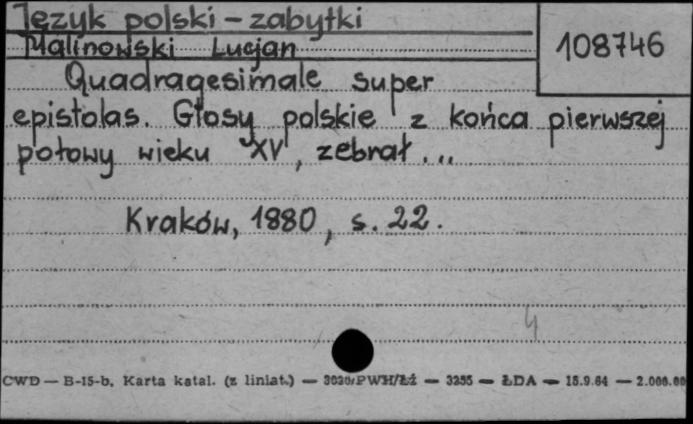 Język polski - zabytki
Malinowski Lucjan
108746
Quadragesimale super
epistolas. Głosy polskie z końca pierwszej
połowy wieku XV, zebrał...
Kraków, 1880, s. 22.
4
CWD — B-15-b, Karta katal. (z liniat.) — PWH/Łź — 3255 — ŁDA — 15.9.64 — 2.000.00